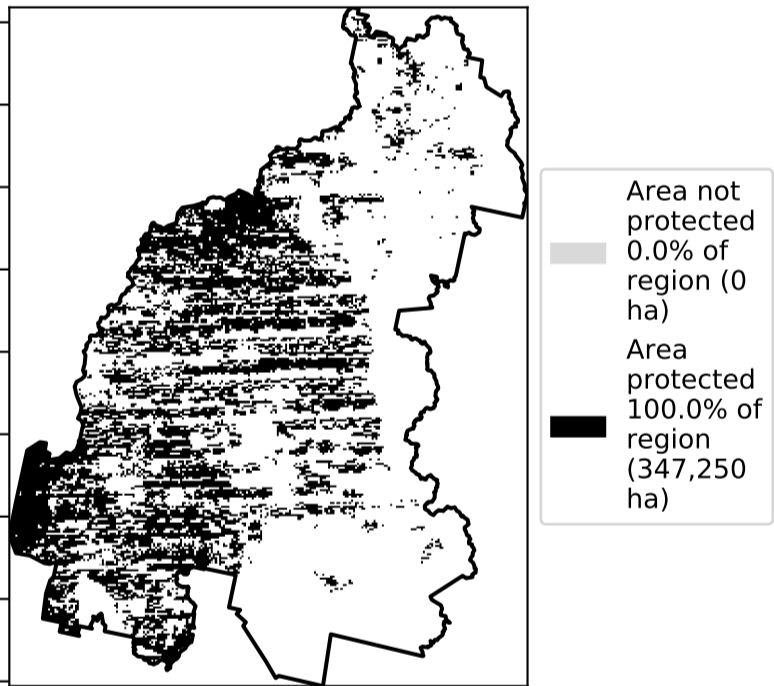 Area not
protected
0.0% of
region (0
ha)
Area
protected
100.0% of
region
(347,250
ha)